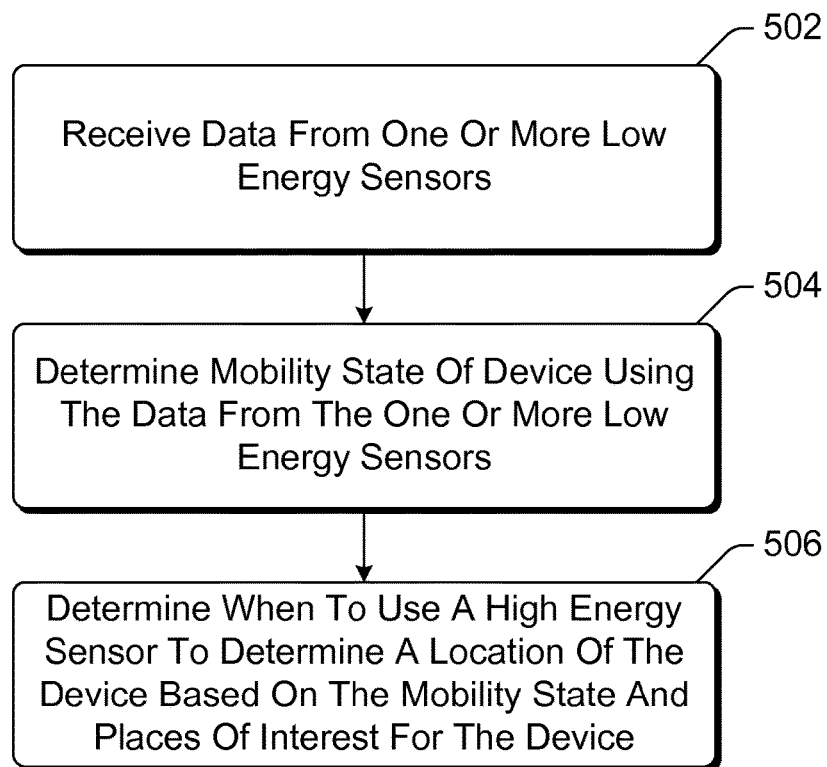 502
Receive Data From One Or More Low
Energy Sensors
504
Determine Mobility State Of Device Using
The Data From The One Or More Low
Energy Sensors
506
Determine When To Use A High Energy
Sensor To Determine A Location Of The
Device Based On The Mobility State And
Places Of Interest For The Device